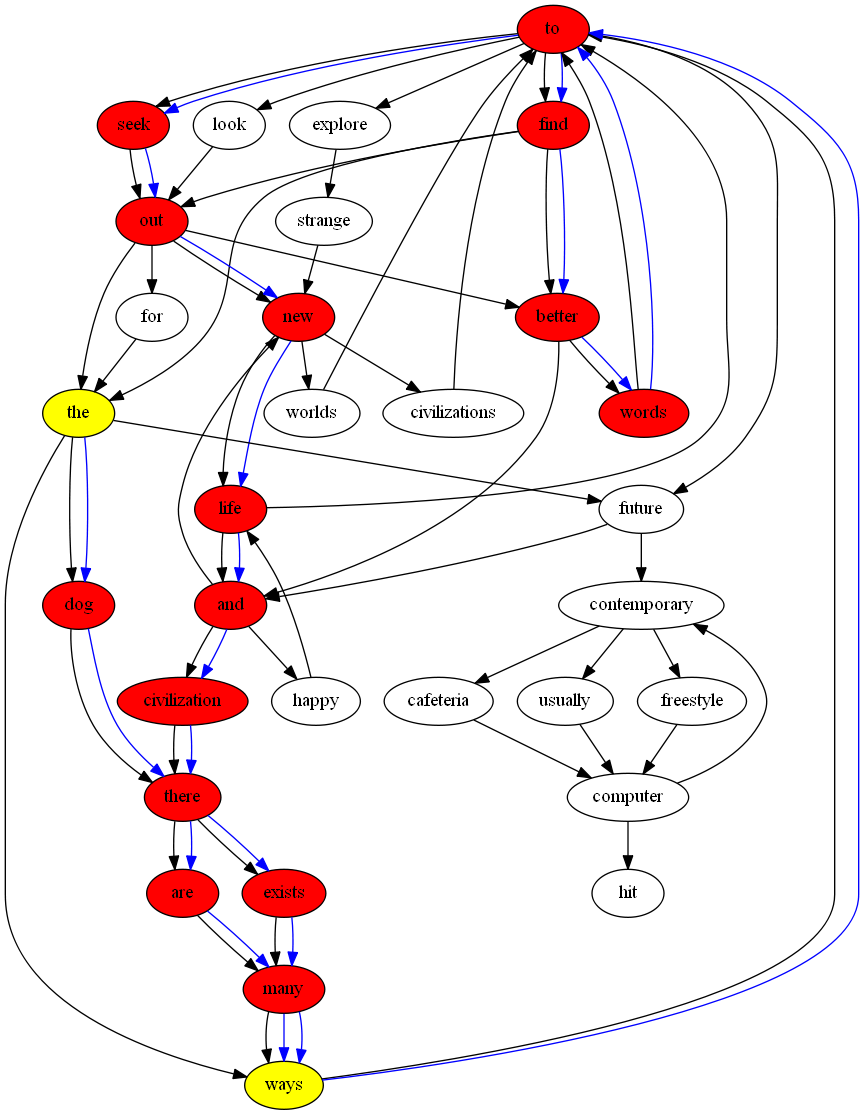 to
seek
look
explore
find
out
strange
for
new
better
the
worlds
civilizations
words
life
future
dog
and
contemporary
civilization
happy
cafeteria
usually
freestyle
there
computer
are
exists
hit
many
ways